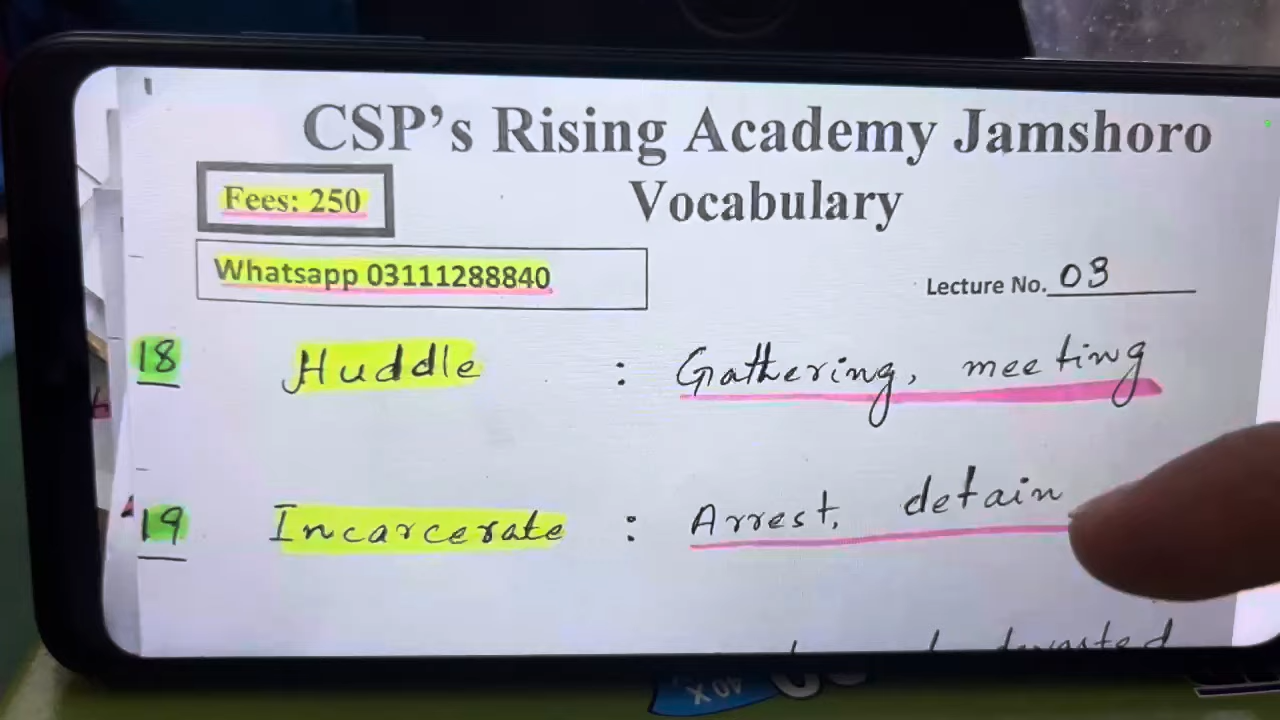 CSP's Rising Academy Jamshoro
Fees: 250
Vocabulary
Whatsapp 03111288840
Lecture No. 03
18 Huddle : Gathering, meeting
19 Incarcerate : Arrest, detain